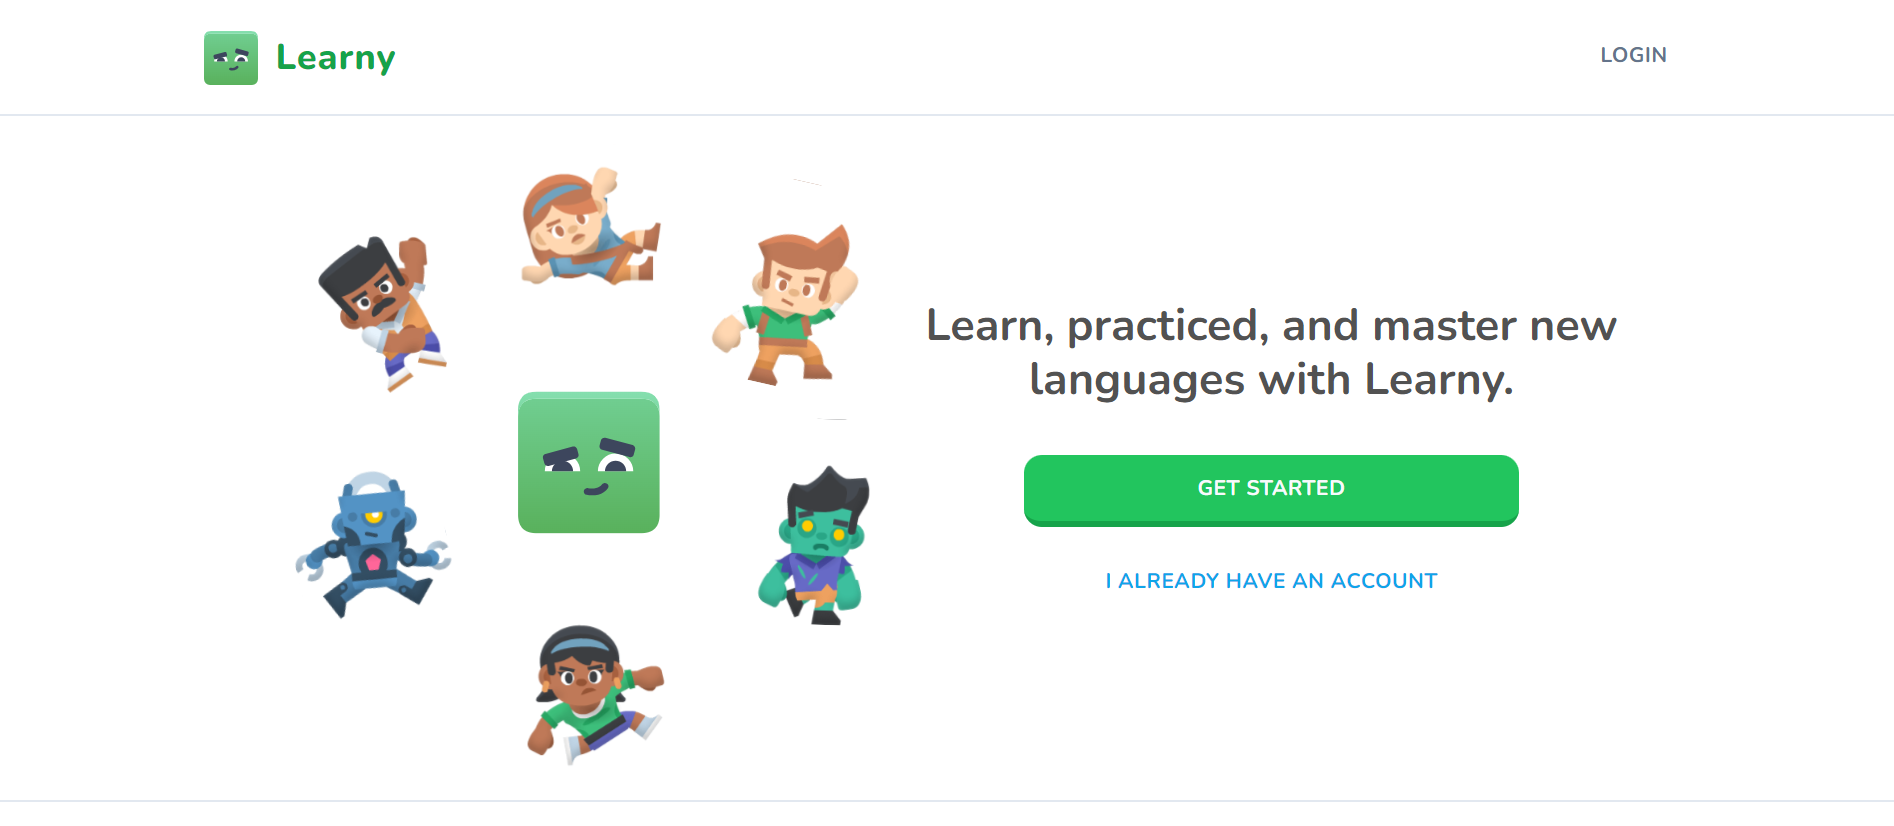 Learny
LOGIN
Learn, practiced, and master new
languages with Learny.
GET STARTED
I ALREADY HAVE AN ACCOUNT